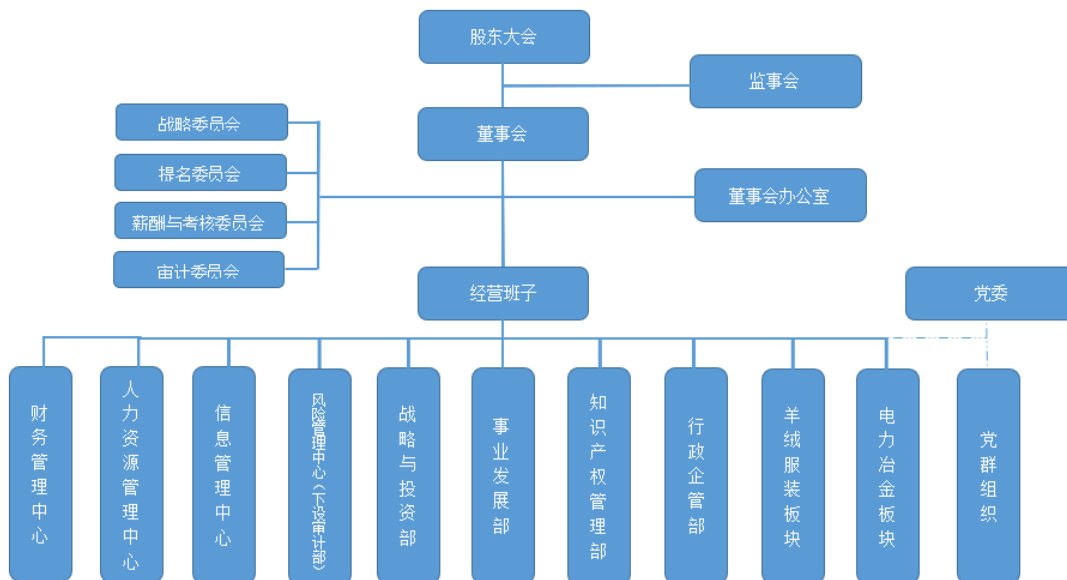 股东大会
监事会
战略委员会
董事会
提名委员会
董事会办公室
薪酬与考核委员会
审计委员会
经营班子
党委
财务管理中心
人力资源管理中心
信息管理中心
风险管理中心（下设审计部）
战略与投资部
事业发展部
知识产权管理部
行政企管部
羊绒服装板块
电力冶金板块
党群组织